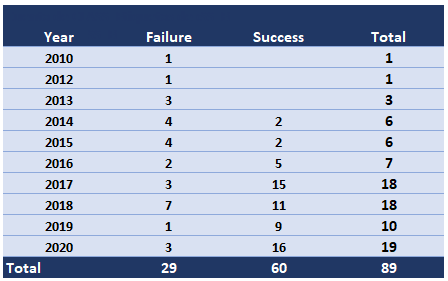 Year Failure Success Total
2010 1 1
2012 1 1
2013 3 3
2014 4 2 6
2015 4 2 6
2016 2 5 7
2017 3 15 18
2018 7 11 18
2019 1 9 10
2020 3 16 19
Total 29 60 89